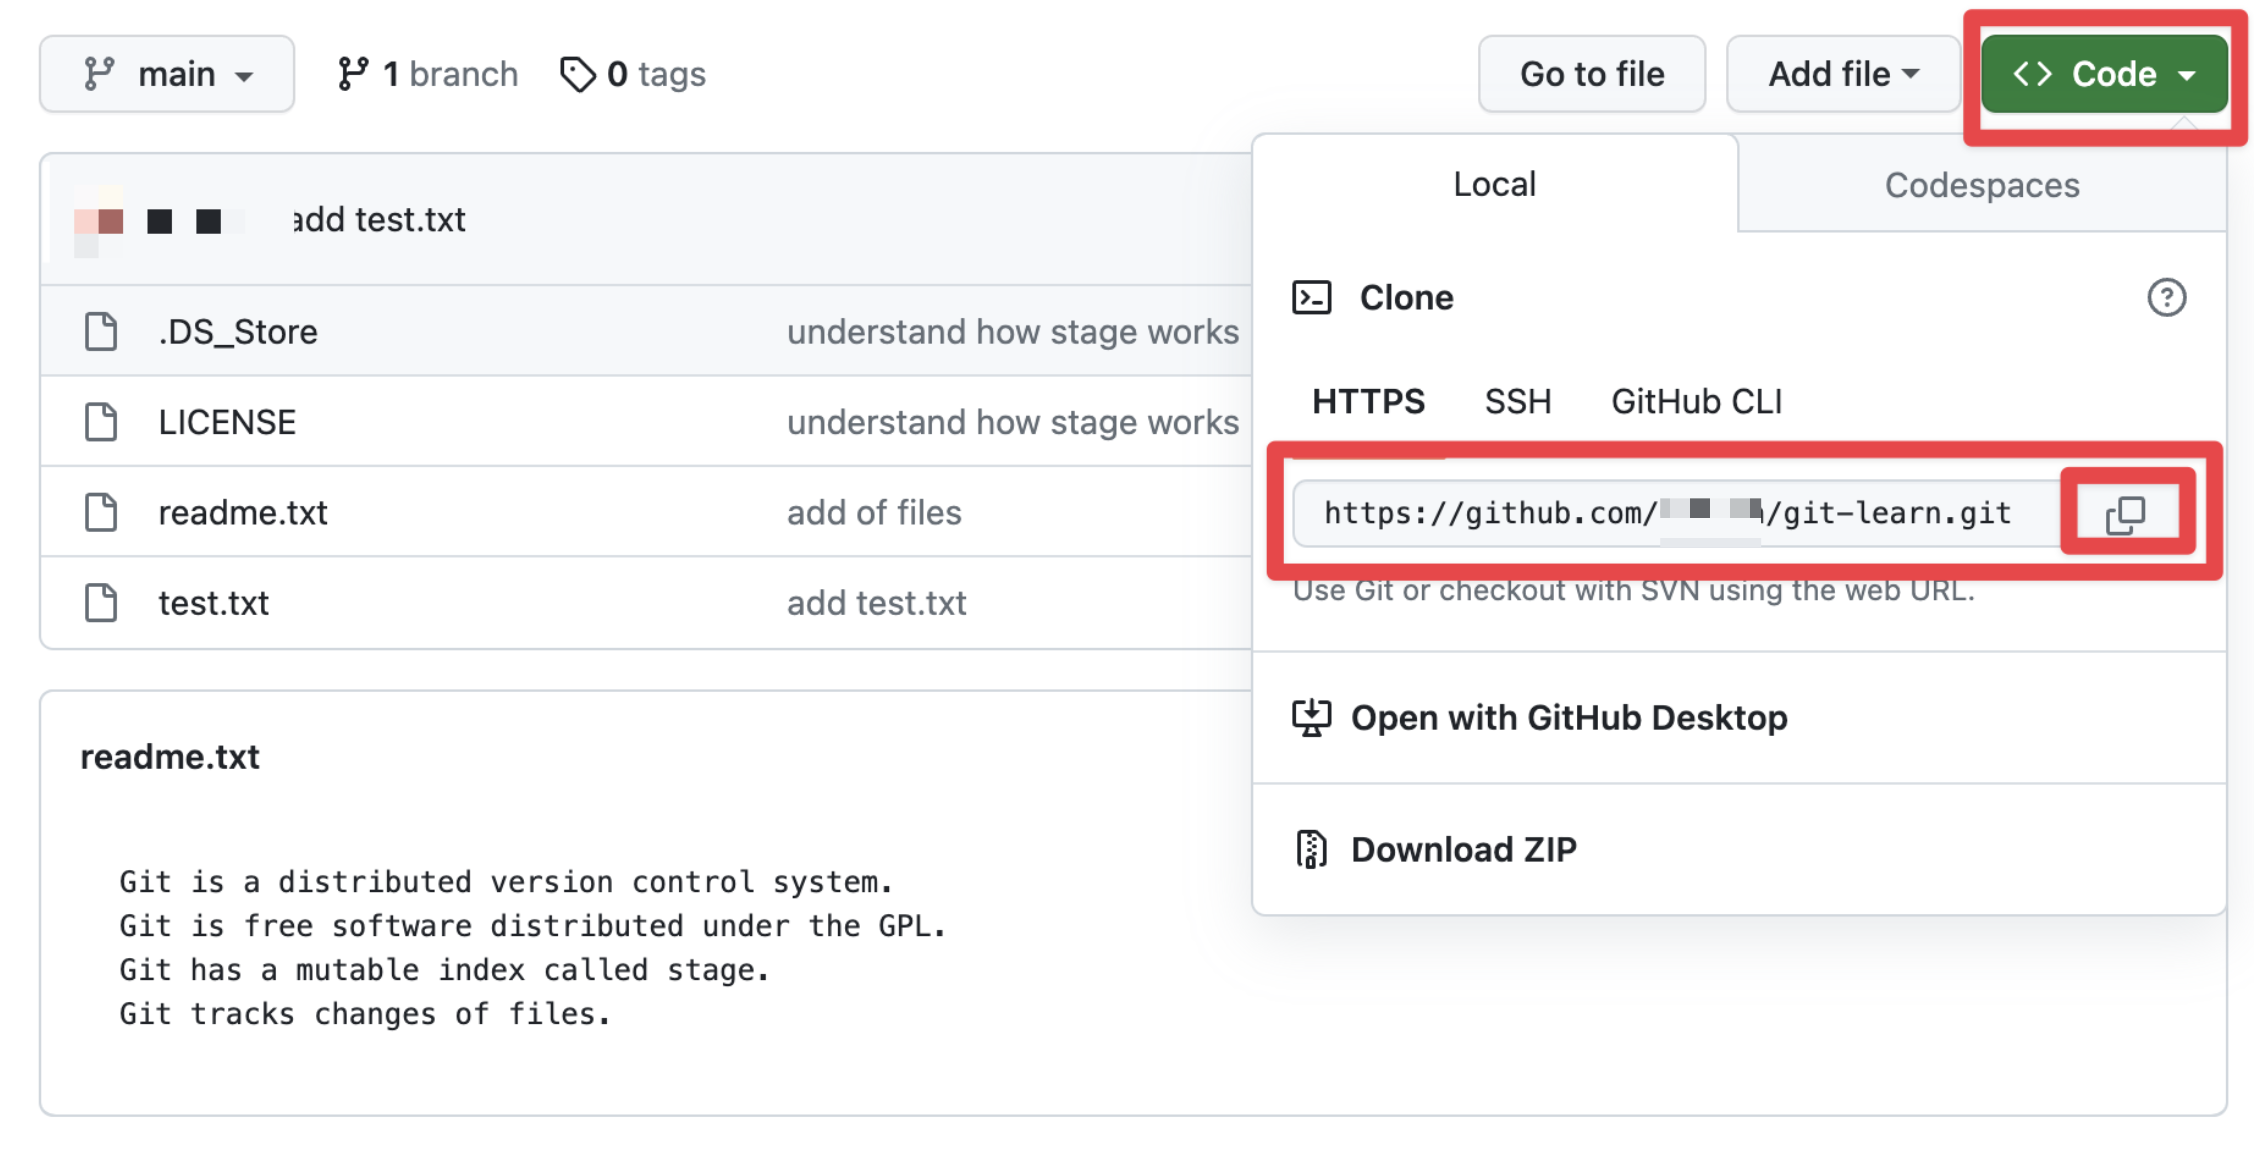 main
1 branch
0 tags
Go to file
Add file
Code
add test.txt
.DS_Store understand how stage works
LICENSE understand how stage works
readme.txt add of files
test.txt add test.txt
Local
Codespaces
Clone
HTTPS SSH GitHub CLI
https://github.com/ /git-learn.git
Use Git or checkout with SVN using the web URL.
Open with GitHub Desktop
Download ZIP
readme.txt
Git is a distributed version control system.
Git is free software distributed under the GPL.
Git has a mutable index called stage.
Git tracks changes of files.